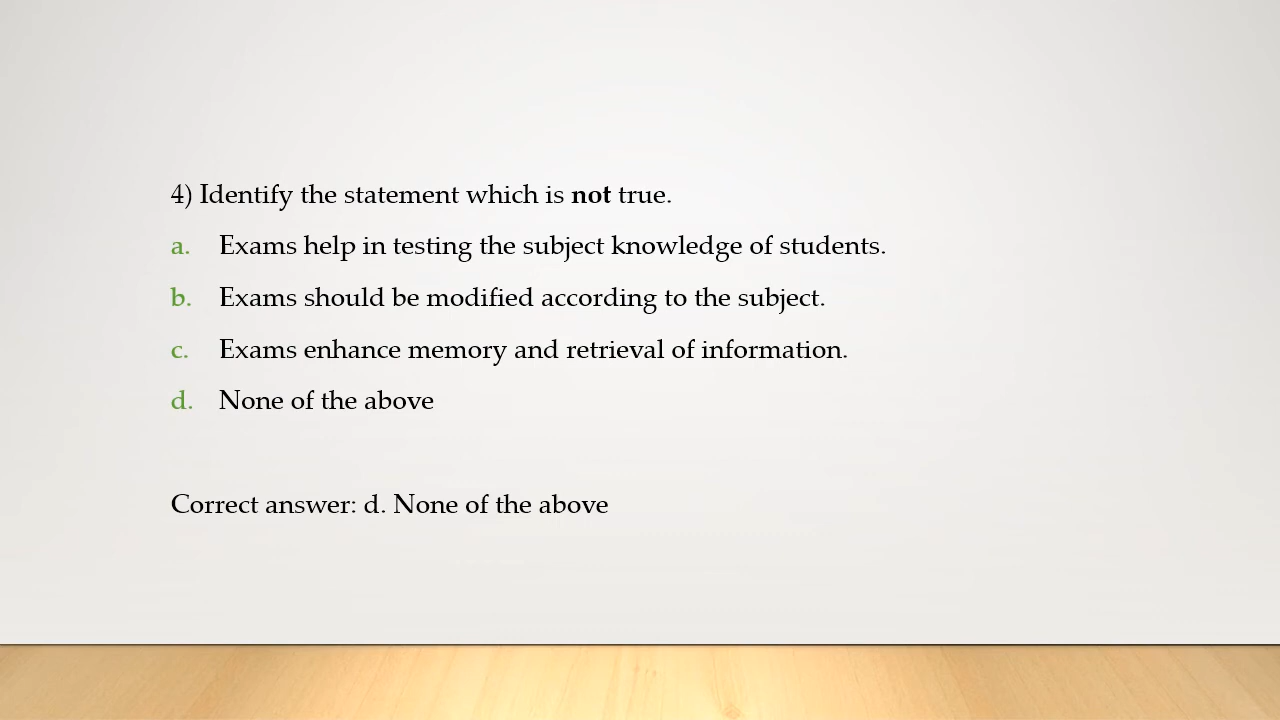 4) Identify the statement which is not true.
a. Exams help in testing the subject knowledge of students.
b. Exams should be modified according to the subject.
c. Exams enhance memory and retrieval of information.
d. None of the above
Correct answer: d. None of the above